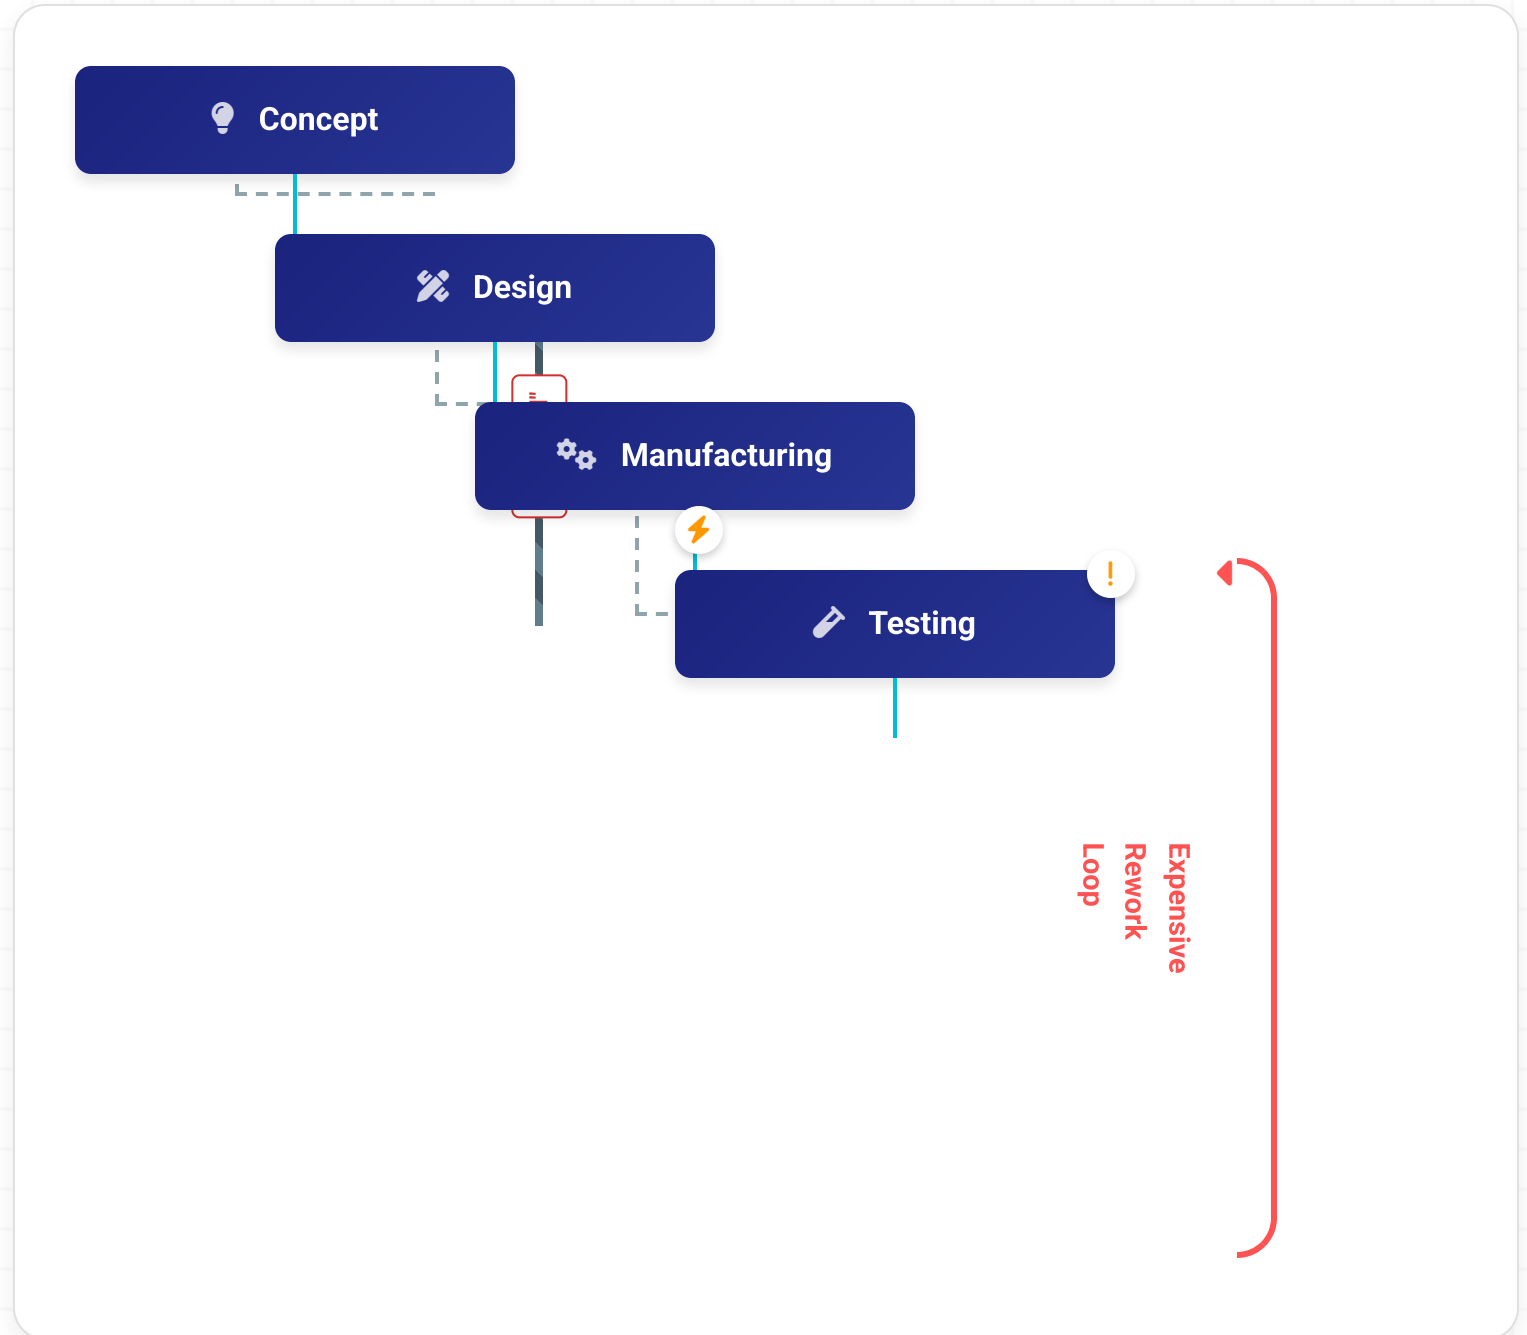 Concept
Design
Manufacturing
Testing
Expensive
Rework
Loop